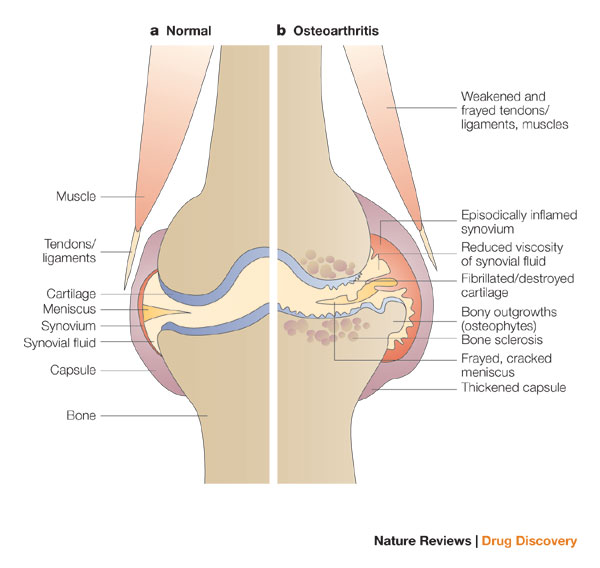 a Normal
b Osteoarthritis
Muscle
Tendons/
ligaments
Cartilage
Meniscus
Synovium
Synovial fluid
Capsule
Bone
Weakened and
frayed tendons/
ligaments, muscles
Episodically inflamed
synovium
Reduced viscosity
of synovial fluid
Fibrillated/destroyed
cartilage
Bony outgrowths
(osteophytes)
Bone sclerosis
Frayed, cracked
meniscus
Thickened capsule
Nature Reviews | Drug Discovery